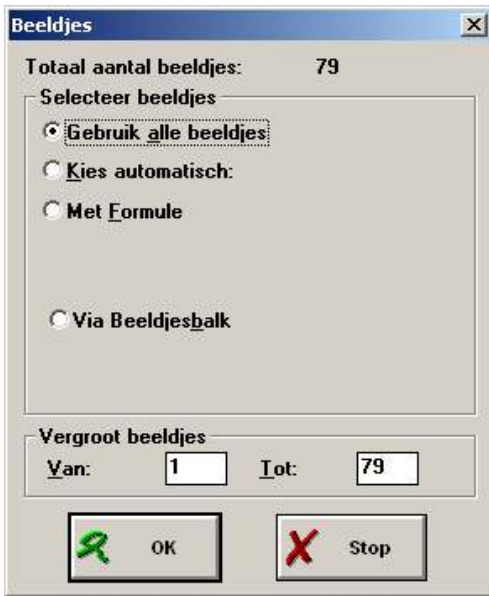 Beeldjes
Totaal aantal beeldjes: 79
Selecteer beeldjes
Gebruik alle beeldjes
Kies automatisch:
Met Formule
Via Beeldjesbalk
Vergroot beeldjes
Van: 1 Tot: 79
OK Stop